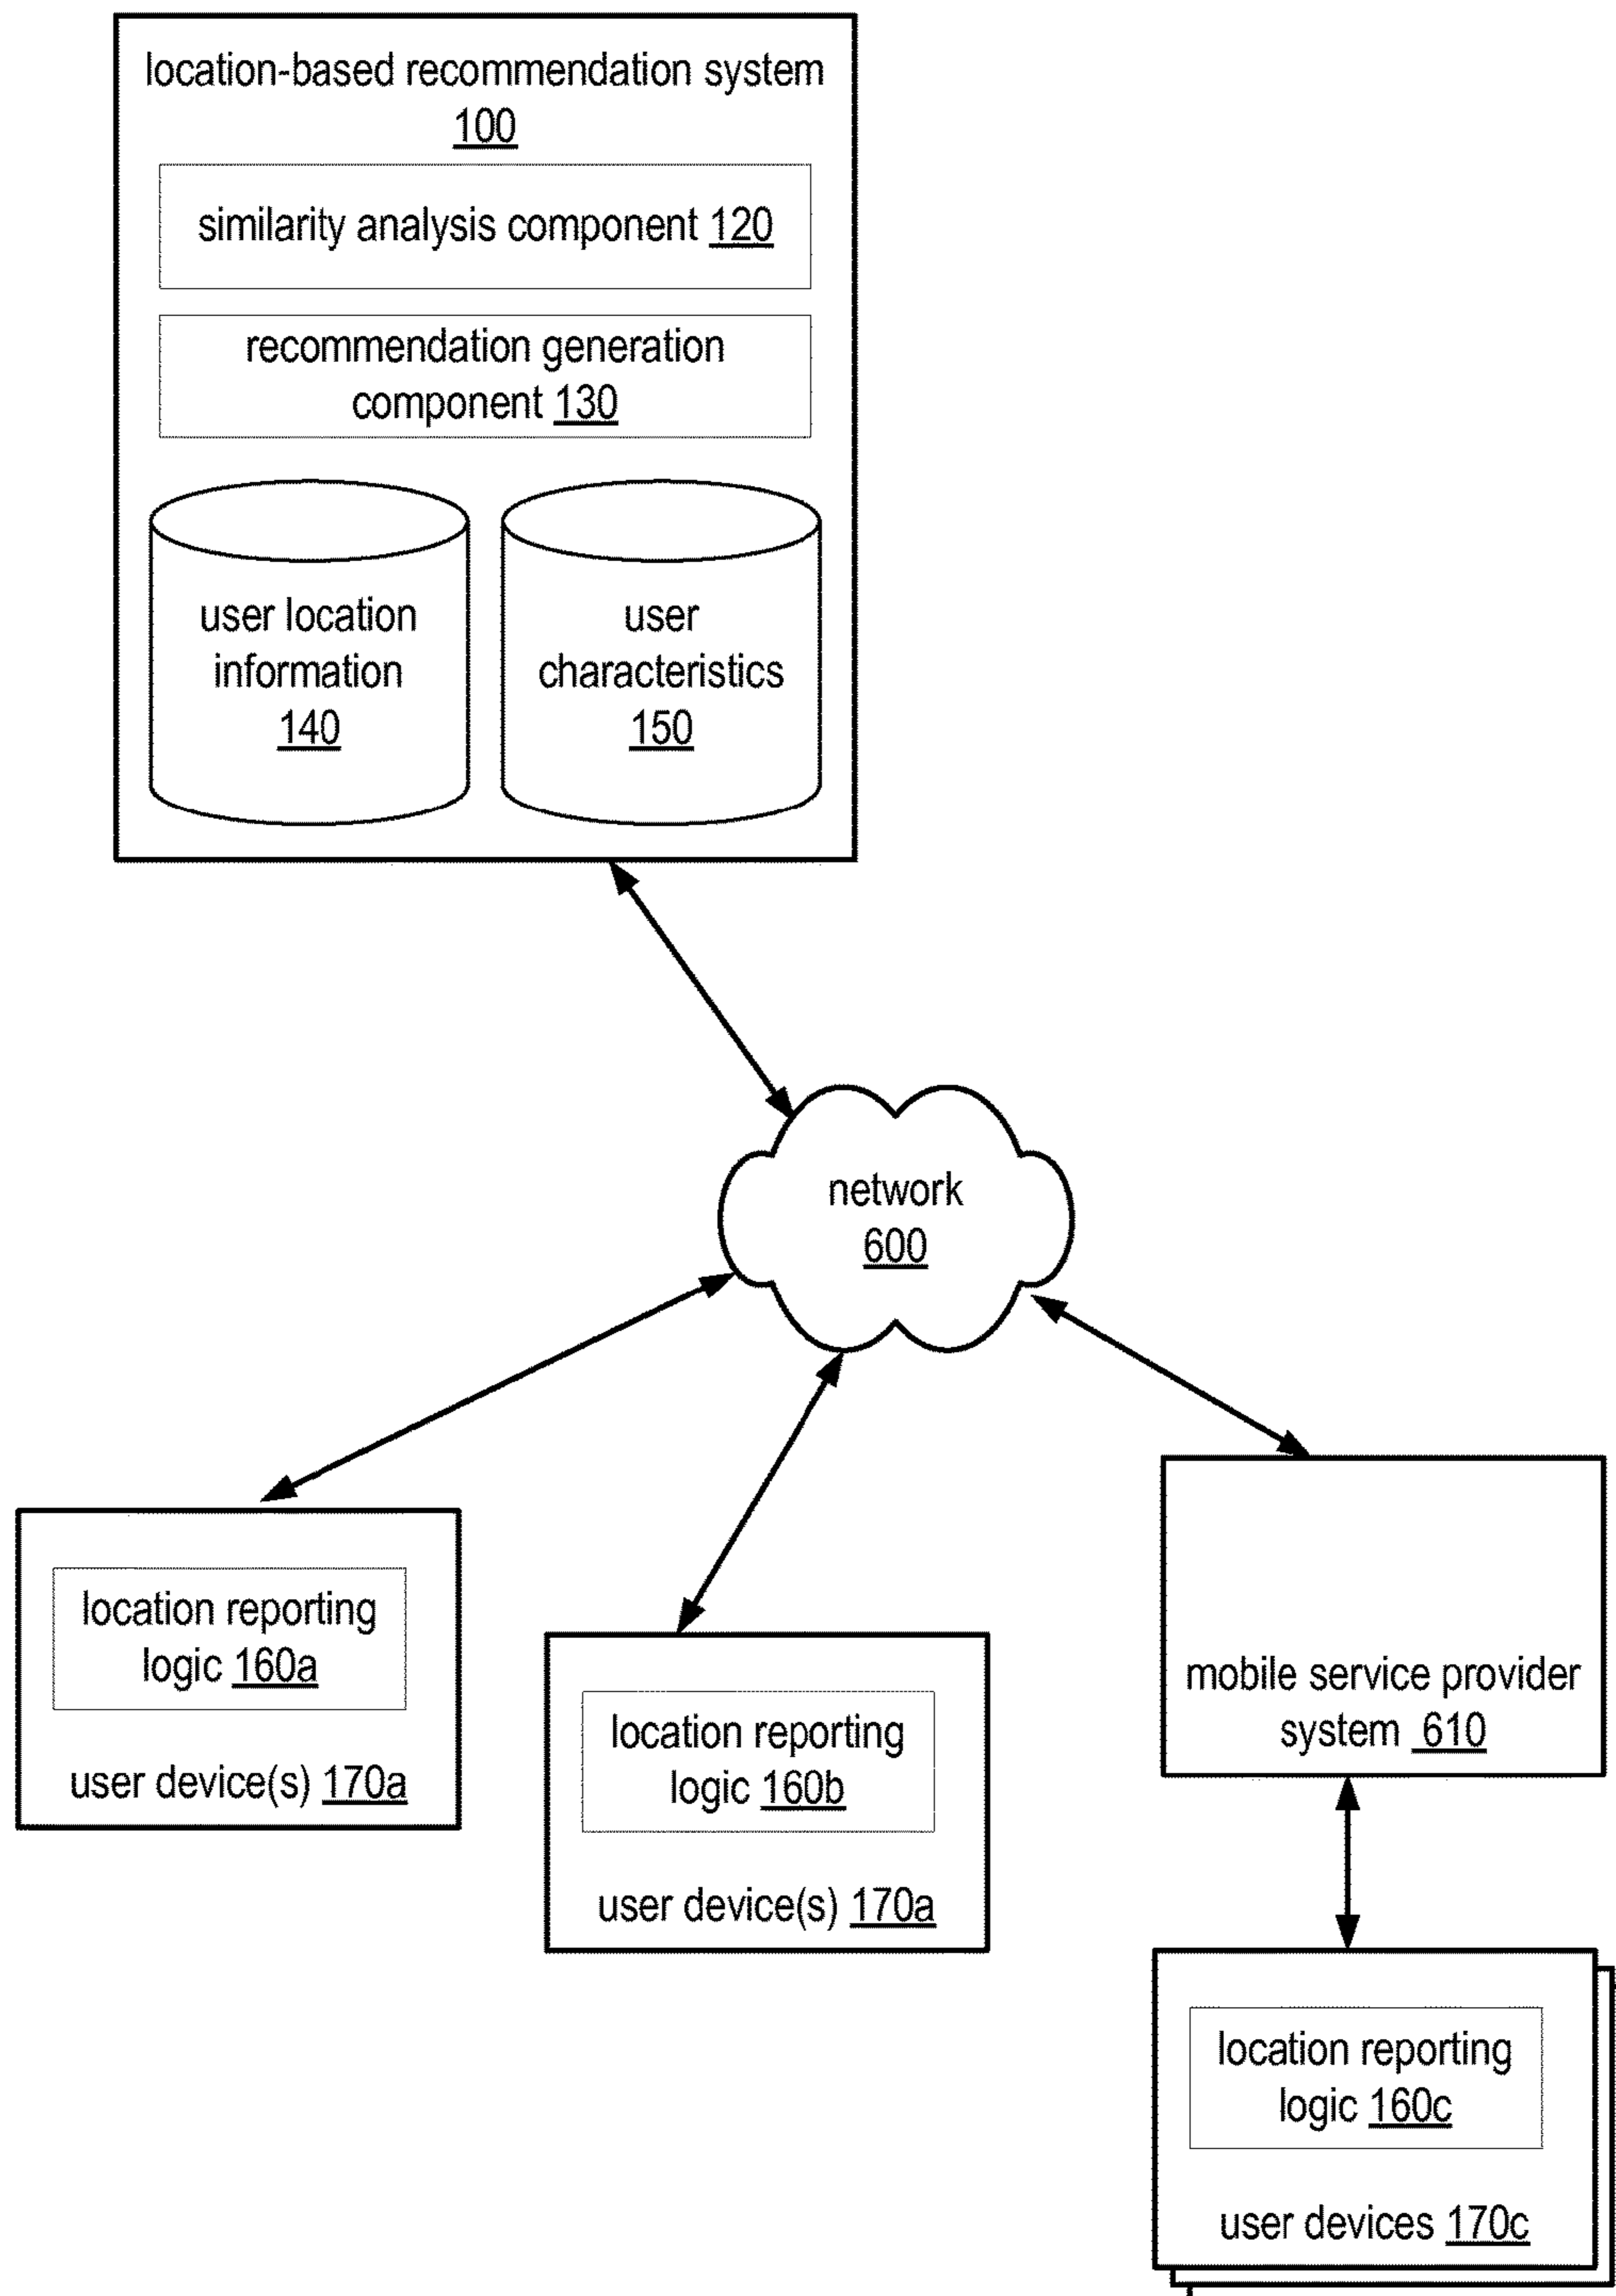 location-based recommendation system
100
similarity analysis component 120
recommendation generation
component 130
user location
information
140
user
characteristics
150
network
600
location reporting
logic 160a
user device(s) 170a
location reporting
logic 160b
user device(s) 170a
mobile service provider
system 610
location reporting
logic 160c
user devices 170c